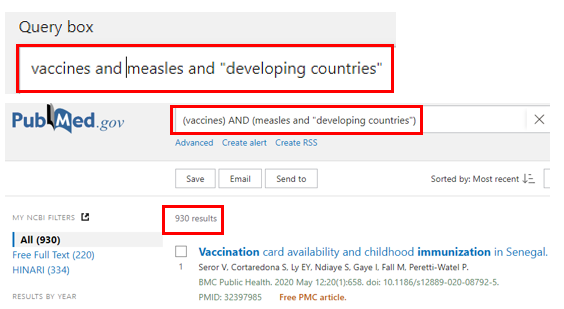 Query box
vaccines and measles and "developing countries"
PubMed.gov
(vaccines) AND (measles and "developing countries")
Advanced Create alert Create RSS
Save Email Send to Sorted by: Most recent
MY NCBI FILTERS
930 results
All (930)
Free Full Text (220)
HINARI (334)
RESULTS BY YEAR
Vaccination card availability and childhood immunization in Senegal.
1 Seror V, Cortaredona S, Ly EY, Ndiaye S, Gaye I, Fall M, Peretti-Watel P.
BMC Public Health. 2020 May 12;20(1):658. doi: 10.1186/s12889-020-08792-5.
PMID: 32397985 Free PMC article.